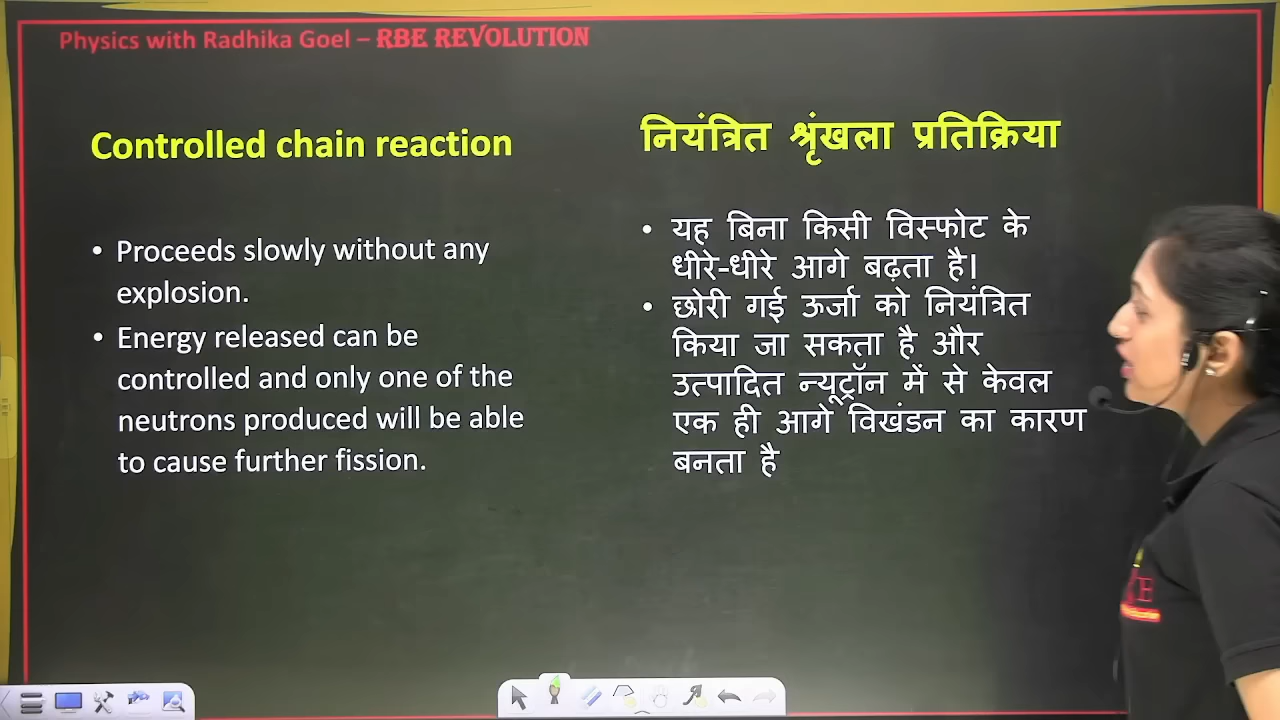 Physics with Radhika Goel – RBE REVOLUTION
Controlled chain reaction
• Proceeds slowly without any
explosion.
• Energy released can be
controlled and only one of the
neutrons produced will be able
to cause further fission.
नियंत्रित श्रृंखला प्रतिक्रिया
• यह बिना किसी विस्फोट के
धीरे-धीरे आगे बढ़ता है।
• छोरी गई ऊर्जा को नियंत्रित
किया जा सकता है और
उत्पादित न्यूट्रॉन में से केवल
एक ही आगे विखंडन का कारण
बनता है